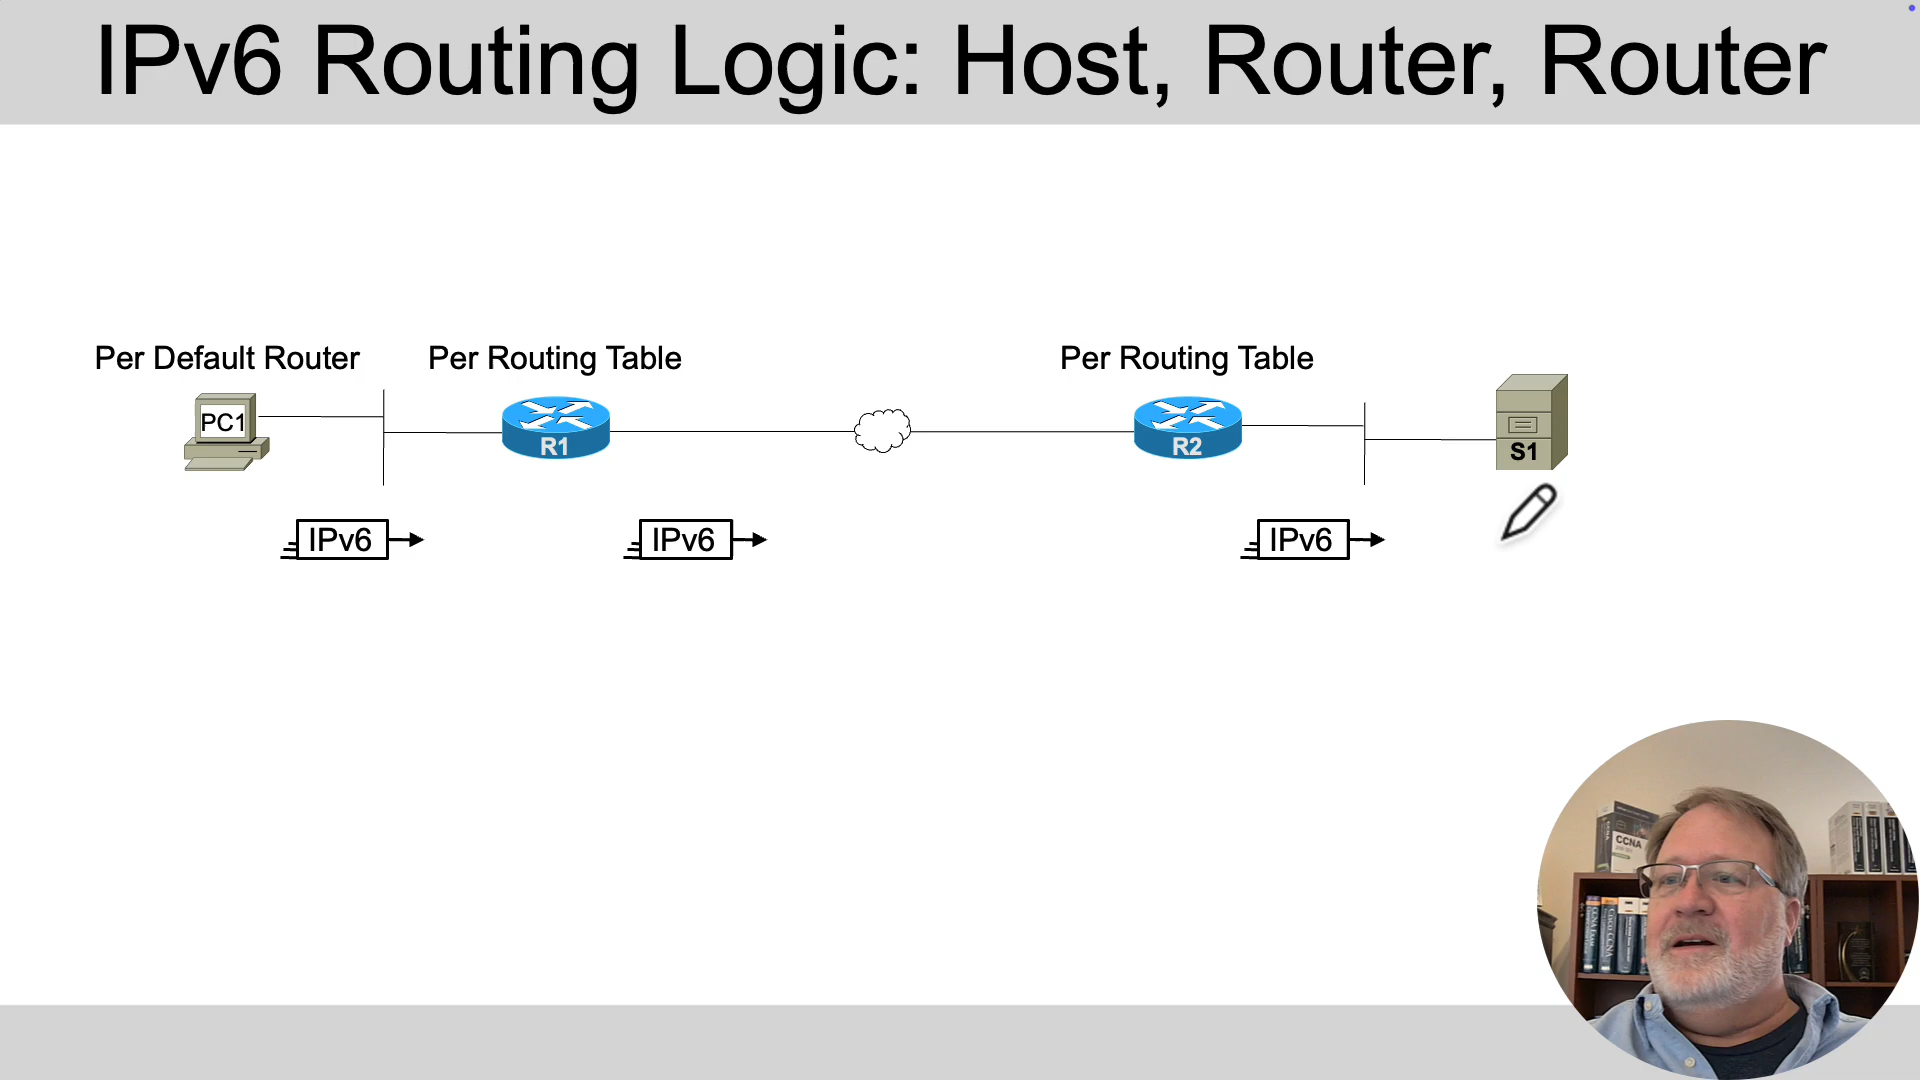 IPv6 Routing Logic: Host, Router, Router
Per Default Router
Per Routing Table
Per Routing Table
PC1
R1
R2
S1
IPv6
IPv6
IPv6
CCNA